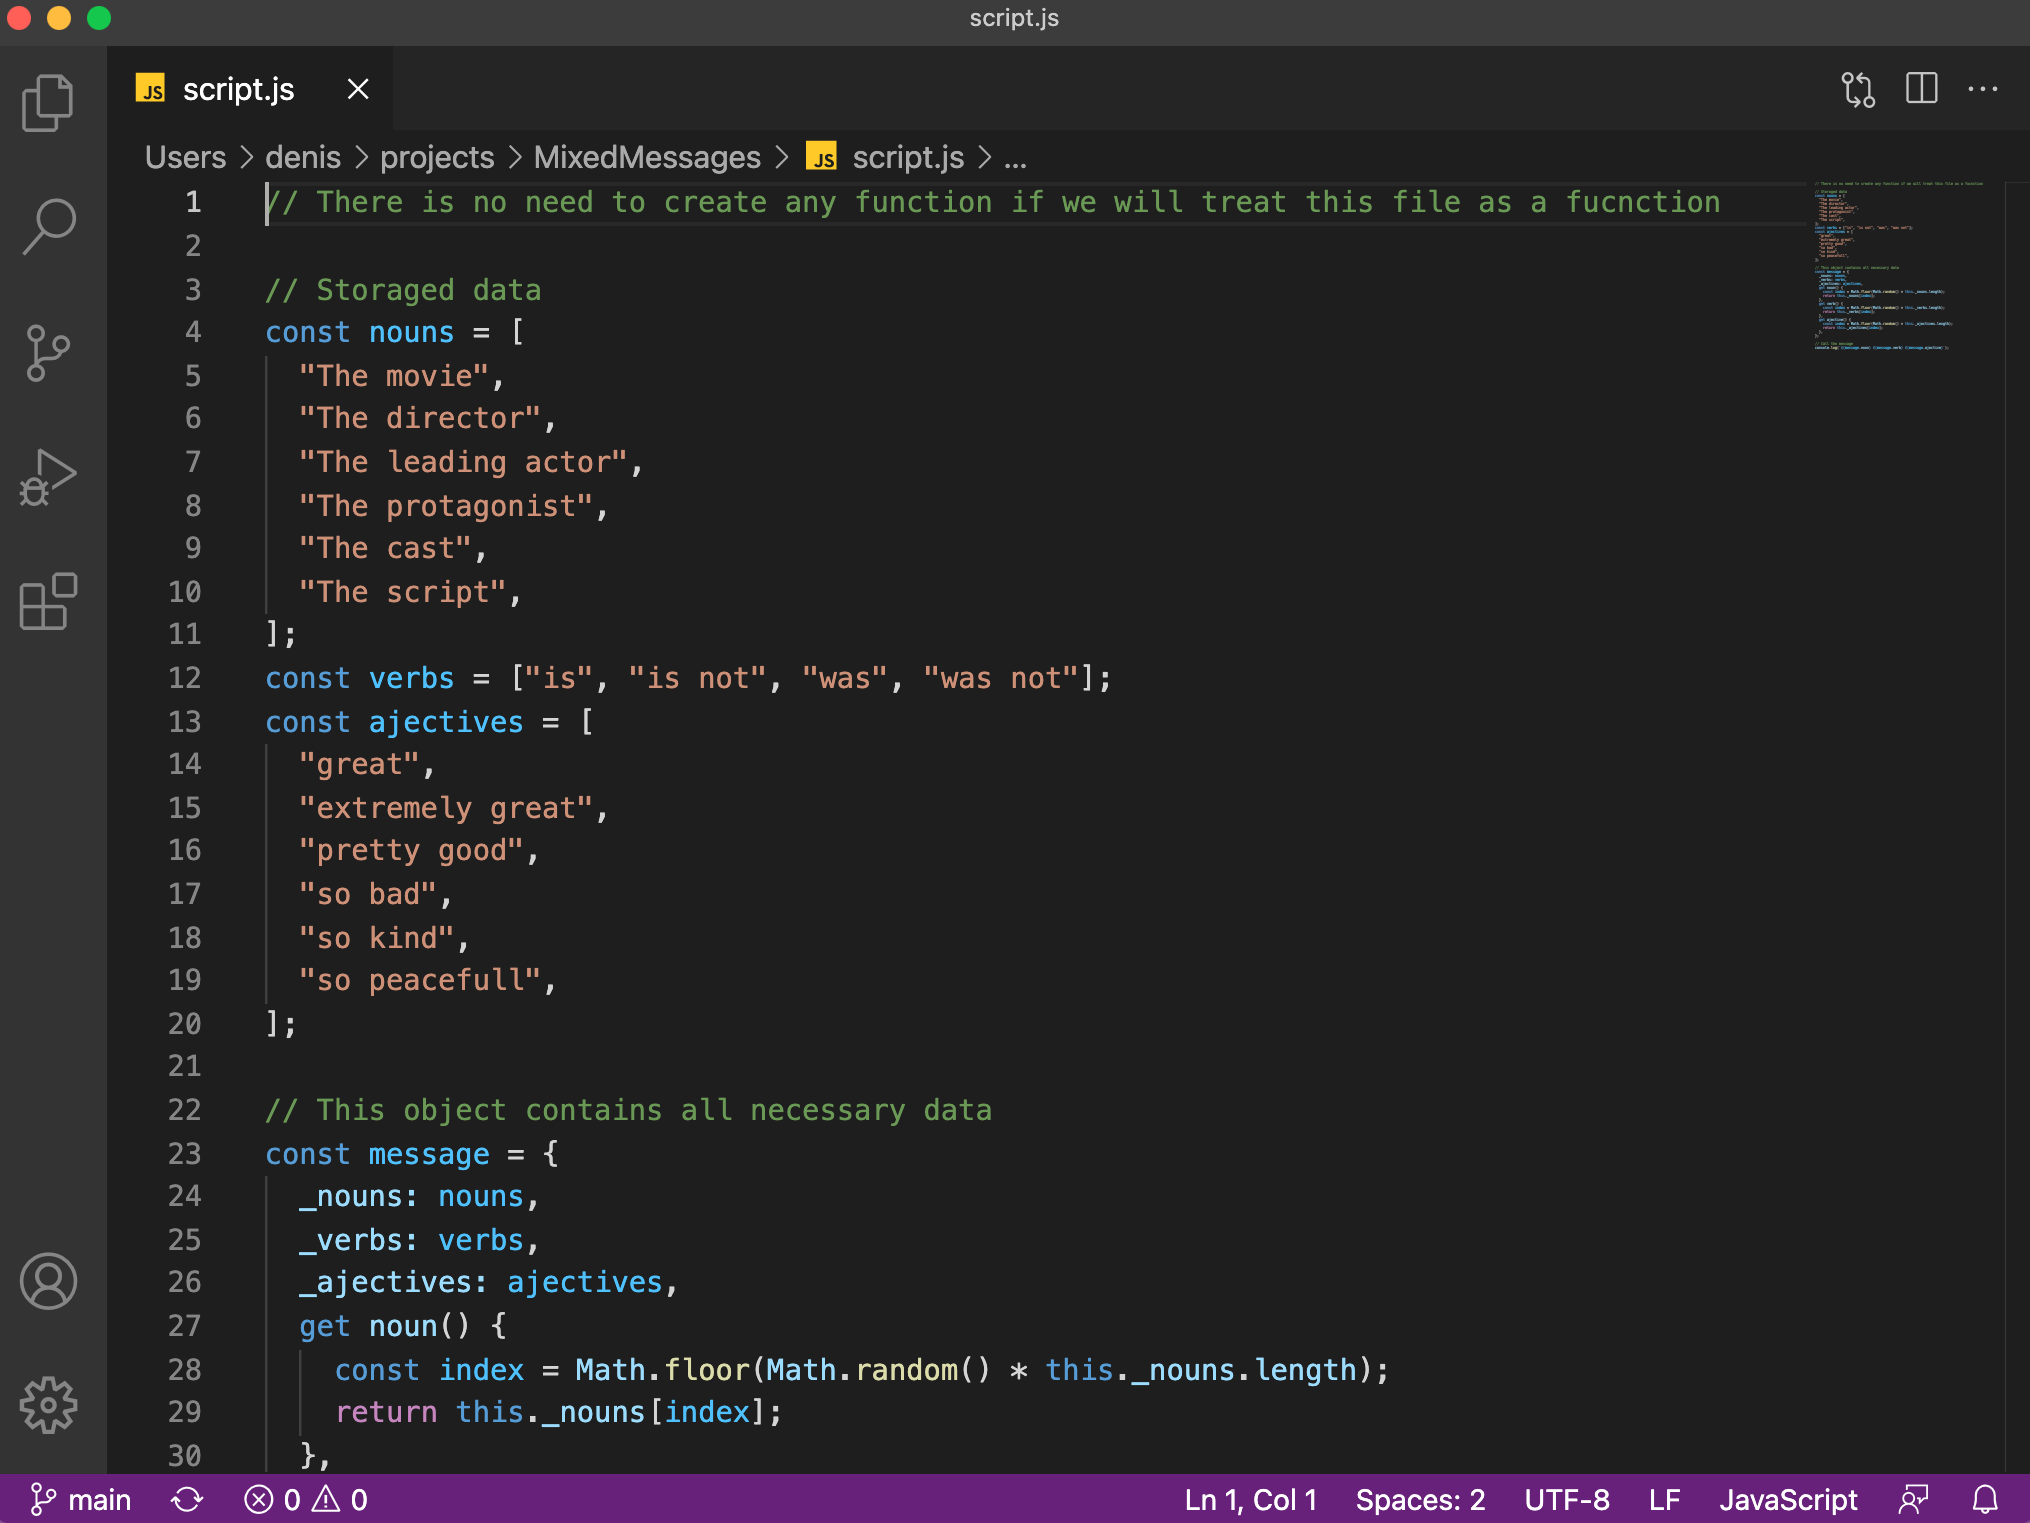 script.js
JS script.js
Users > denis > projects > MixedMessages > JS script.js > ...
1 // There is no need to create any function if we will treat this file as a fucnction
2
3 // Storaged data
4 const nouns = [
5 "The movie",
6 "The director",
7 "The leading actor",
8 "The protagonist",
9 "The cast",
10 "The script",
11 ];
12 const verbs = ["is", "is not", "was", "was not"];
13 const ajectives = [
14 "great",
15 "extremely great",
16 "pretty good",
17 "so bad",
18 "so kind",
19 "so peacefull",
20 ];
21
22 // This object contains all necessary data
23 const message = {
24 _nouns: nouns,
25 _verbs: verbs,
26 _ajectives: ajectives,
27 get noun() {
28 const index = Math.floor(Math.random() * this._nouns.length);
29 return this._nouns[index];
30 },
main 0 0 Ln 1, Col 1 Spaces: 2 UTF-8 LF JavaScript